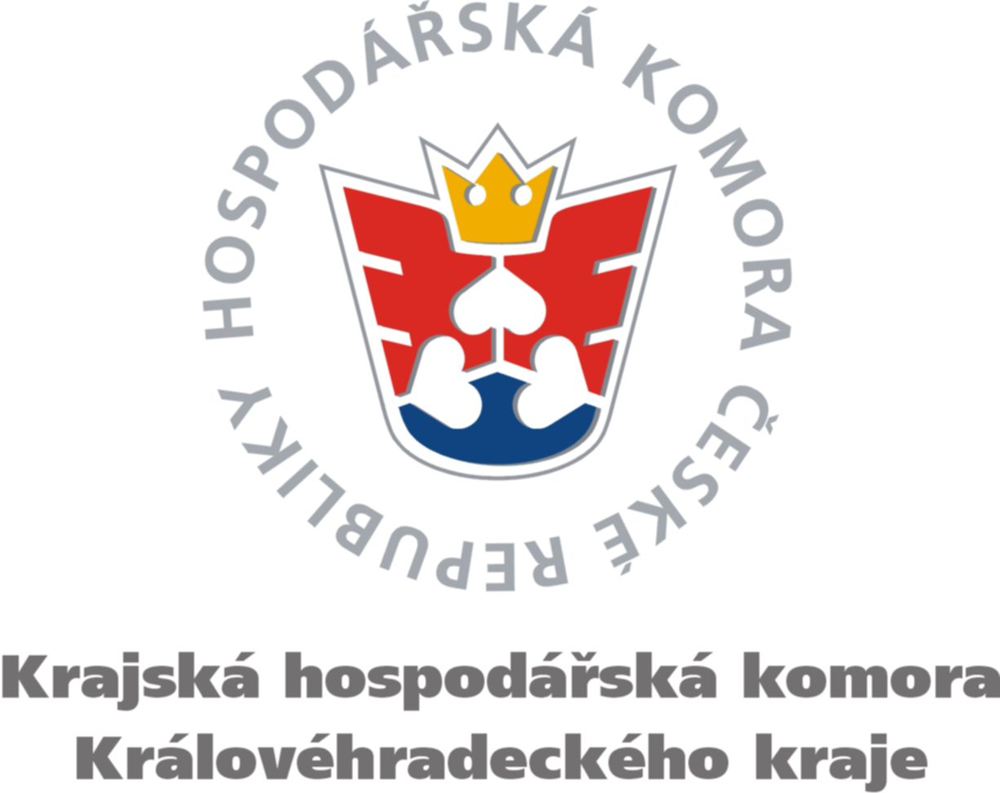 HOSPODÁŘSKÁ KOMORA ČESKÉ REPUBLIKY
Krajská hospodářská komora
Královéhradeckého kraje